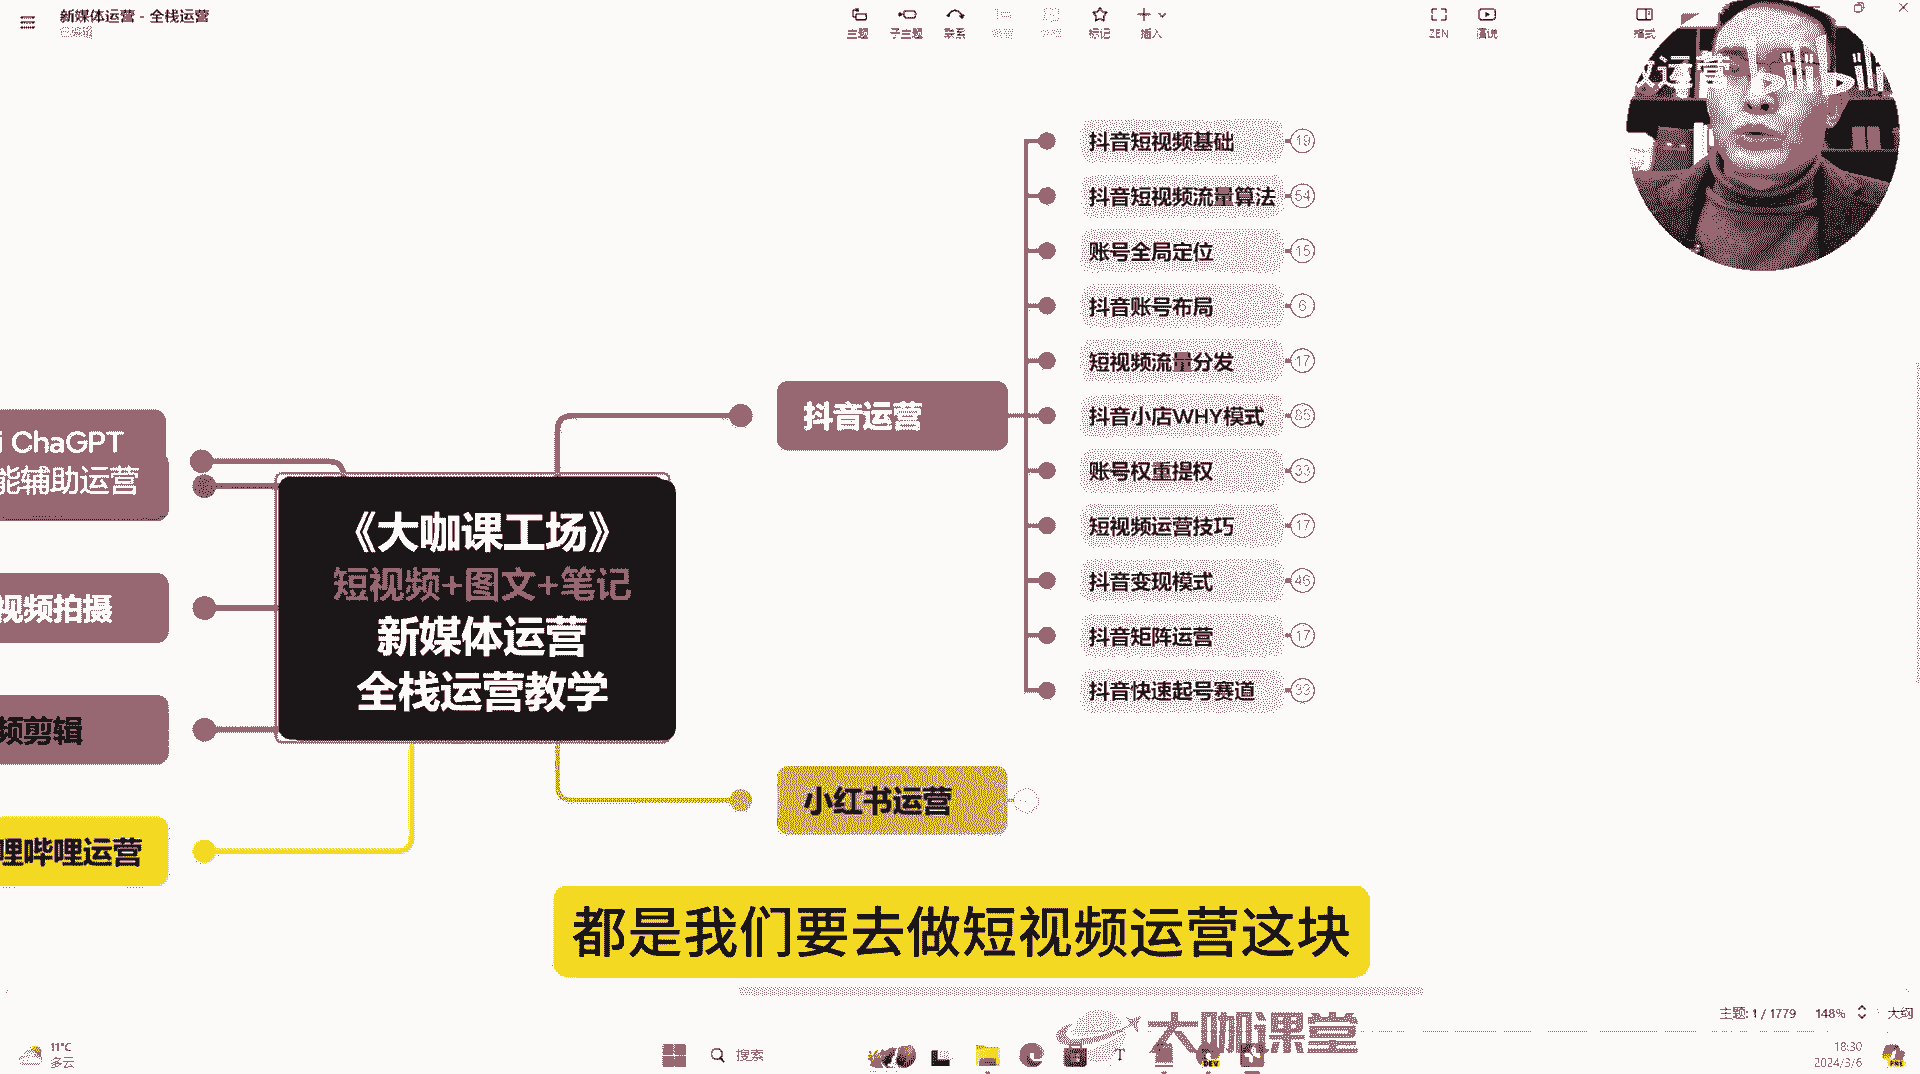 新媒体运营 - 全栈运营
已编辑
主题
子主题
联系
标记
插入
ZEN
演说
格式
抖音短视频基础 19
抖音短视频流量算法 54
账号全局定位 15
抖音账号布局 6
短视频流量分发 17
抖音小店WHY模式 85
账号权重提权 33
短视频运营技巧 17
抖音变现模式 46
抖音矩阵运营 17
抖音快速起号赛道 33
抖音运营
小红书运营
i ChaGPT
能辅助运营
视频拍摄
频剪辑
哩哔哩运营
《大咖课工场》
短视频+图文+笔记
新媒体运营
全栈运营教学
都是我们要去做短视频运营这块
大咖课堂
主题: 1 / 1779
148%
大纲
11°C
多云
搜索
18:30
2024/3/6